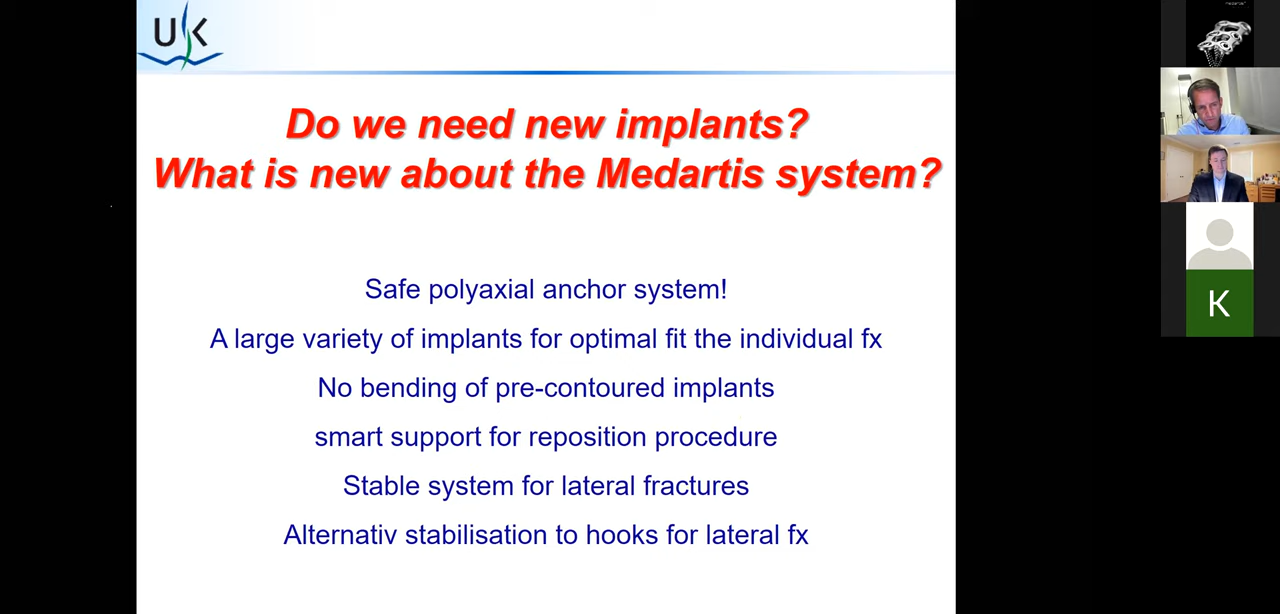 UK
Do we need new implants?
What is new about the Medartis system?
Safe polyaxial anchor system!
A large variety of implants for optimal fit the individual fx
No bending of pre-contoured implants
smart support for reposition procedure
Stable system for lateral fractures
Alternativ stabilisation to hooks for lateral fx
K